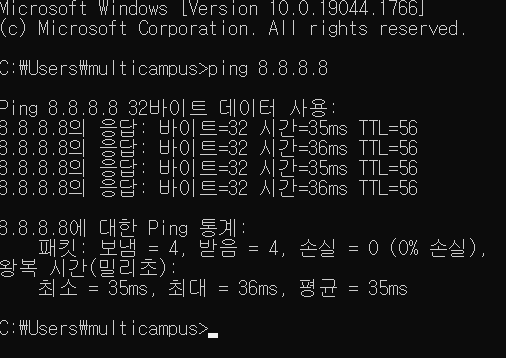 Microsoft Windows [Version 10.0.19044.1766]
(c) Microsoft Corporation. All rights reserved.
C:₩Users₩multicampus>ping 8.8.8.8
Ping 8.8.8.8 32바이트 데이터 사용:
8.8.8.8의 응답: 바이트=32 시간=35ms TTL=56
8.8.8.8의 응답: 바이트=32 시간=36ms TTL=56
8.8.8.8의 응답: 바이트=32 시간=35ms TTL=56
8.8.8.8의 응답: 바이트=32 시간=36ms TTL=56
8.8.8.8에 대한 Ping 통계:
패킷: 보냄 = 4, 받음 = 4, 손실 = 0 (0% 손실),
왕복 시간(밀리초):
최소 = 35ms, 최대 = 36ms, 평균 = 35ms
C:₩Users₩multicampus>